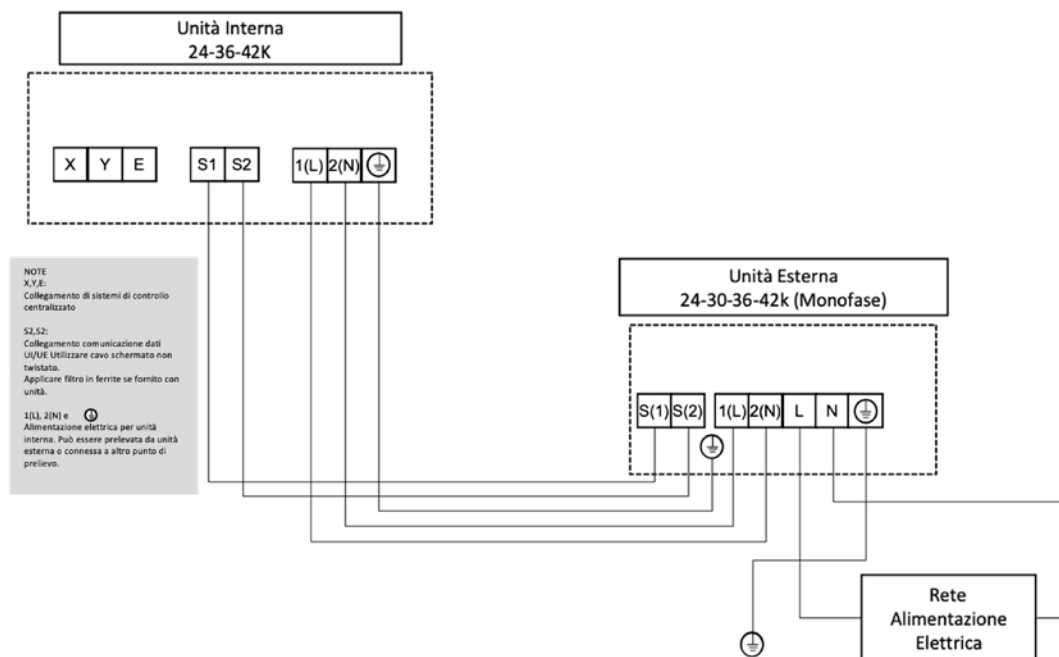 Unità Interna
24-36-42K
X Y E S1 S2 1(L) 2(N)
NOTE
X,Y,E:
Collegamento di sistemi di controllo
centralizzato
S2,S2:
Collegamento comunicazione dati
UI/UE Utilizzare cavo schermato non
twistato.
Applicare filtro in ferrite se fornito con
unità.
1(L), 2(N) e
Alimentazione elettrica per unità
interna. Può essere prelevata da unità
esterna o connessa a altro punto di
prelievo.
Unità Esterna
24-30-36-42k (Monofase)
S(1) S(2) 1(L) 2(N) L N
Rete
Alimentazione
Elettrica